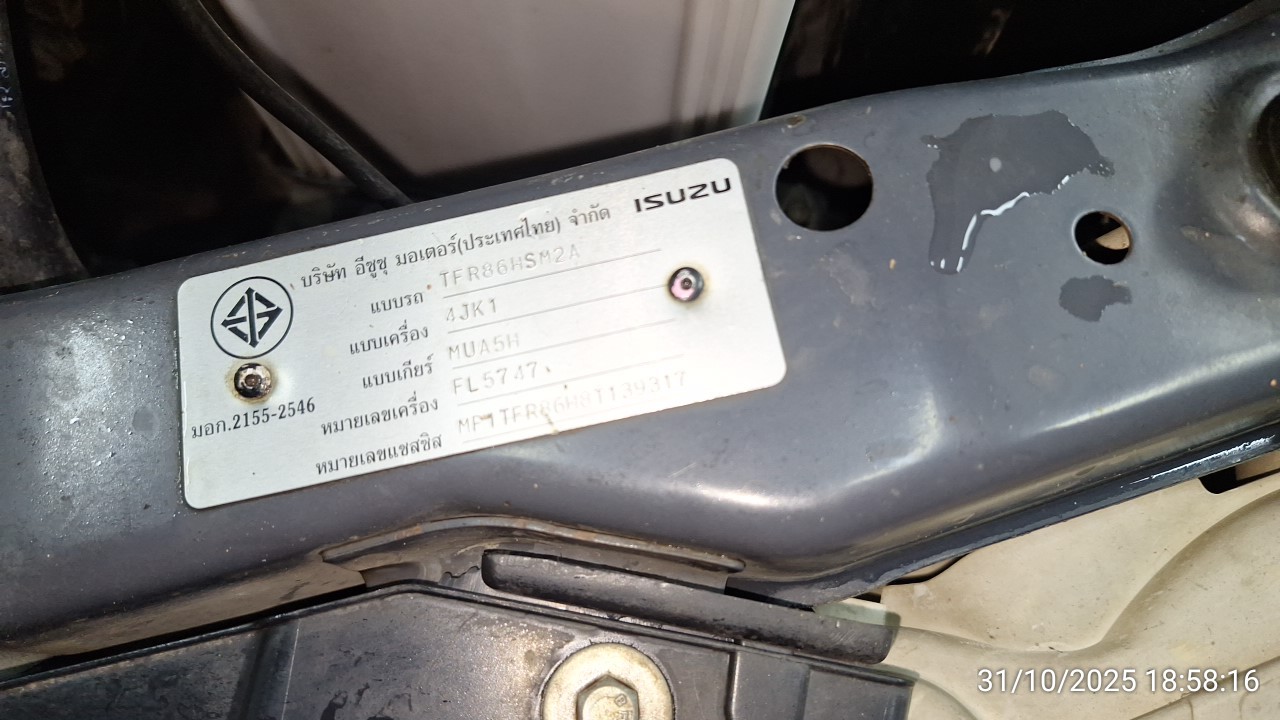 ISUZU
บริษัท อีซูซุ มอเตอร์(ประเทศไทย) จำกัด
แบบรถ TFR86HSM2A
แบบเครื่อง 4JK1
แบบเกียร์ MUA5H
หมายเลขเครื่อง FL5747
หมายเลขแชสซิส MP1TFR86H8T139317
มอก.2155-2546
31/10/2025 18:58:16